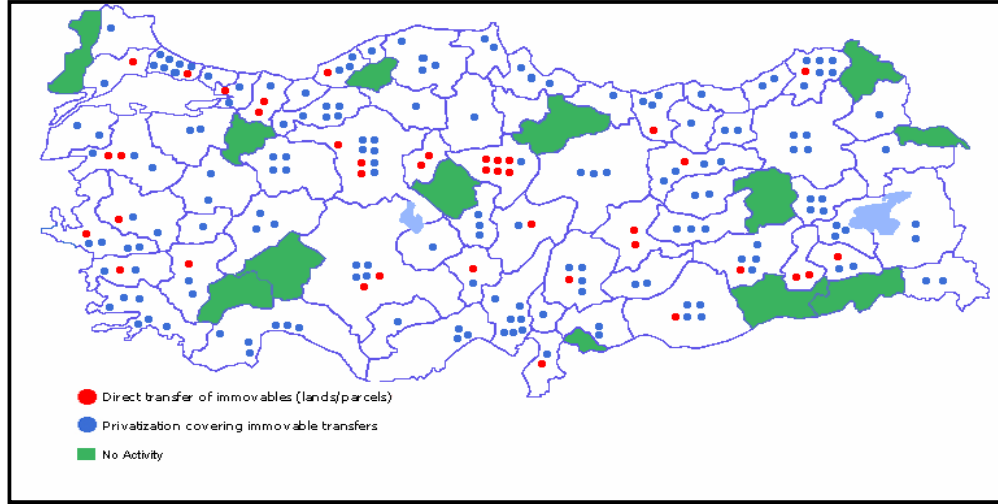 Direct transfer of immovables (lands/parcels)
Privatization covering immovable transfers
No Activity